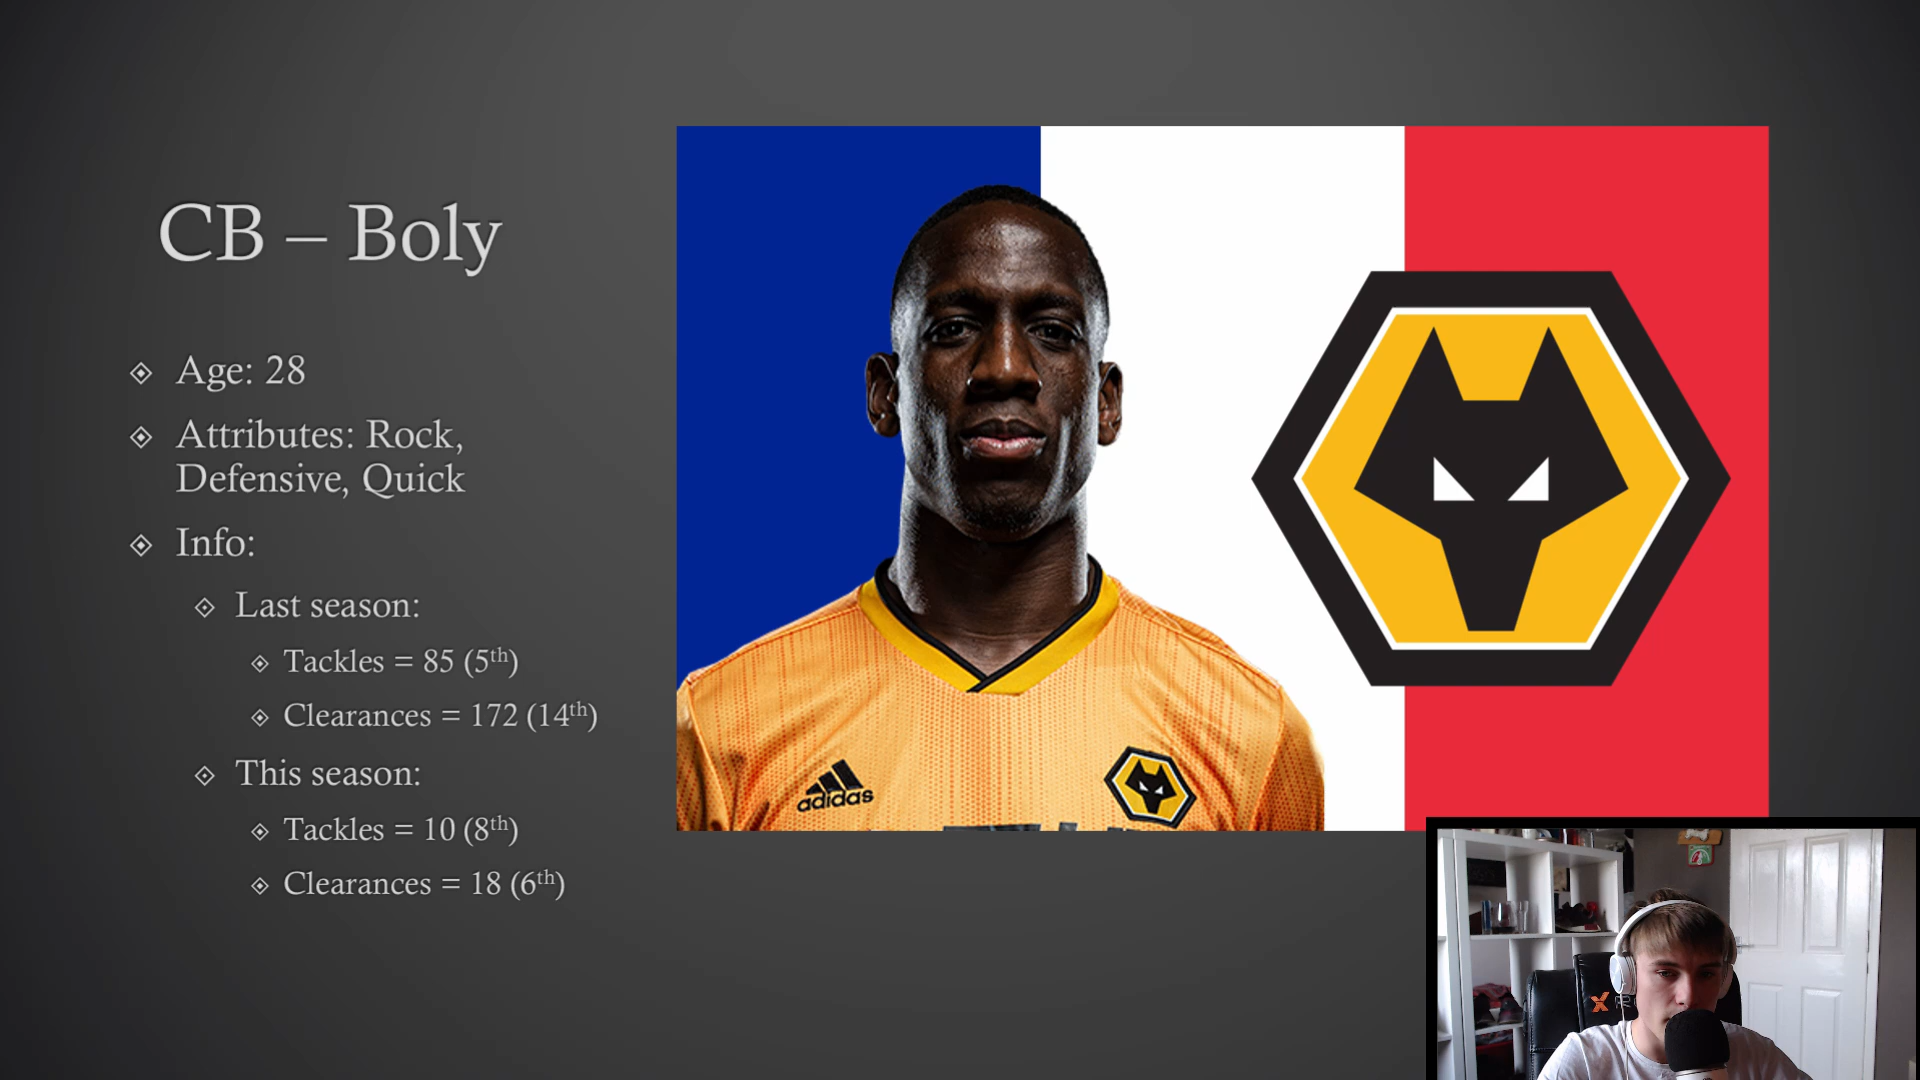 CB – Boly
Age: 28
Attributes: Rock,
Defensive, Quick
Info:
Last season:
Tackles = 85 (5th)
Clearances = 172 (14th)
This season:
Tackles = 10 (8th)
Clearances = 18 (6th)
adidas